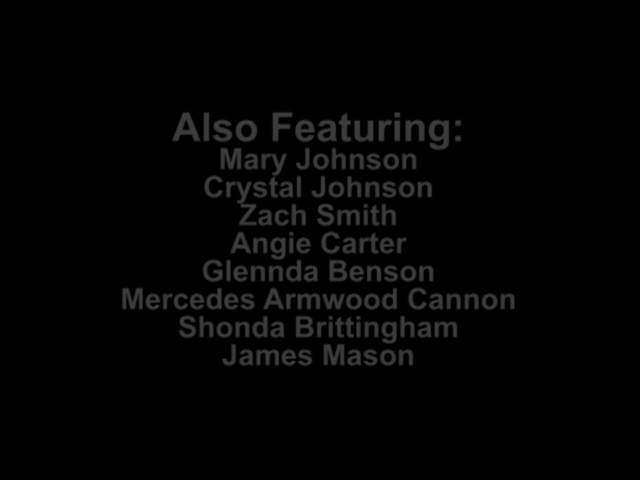 Also Featuring:
Mary Johnson
Crystal Johnson
Zach Smith
Angie Carter
Glennda Benson
Mercedes Armwood Cannon
Shonda Brittingham
James Mason